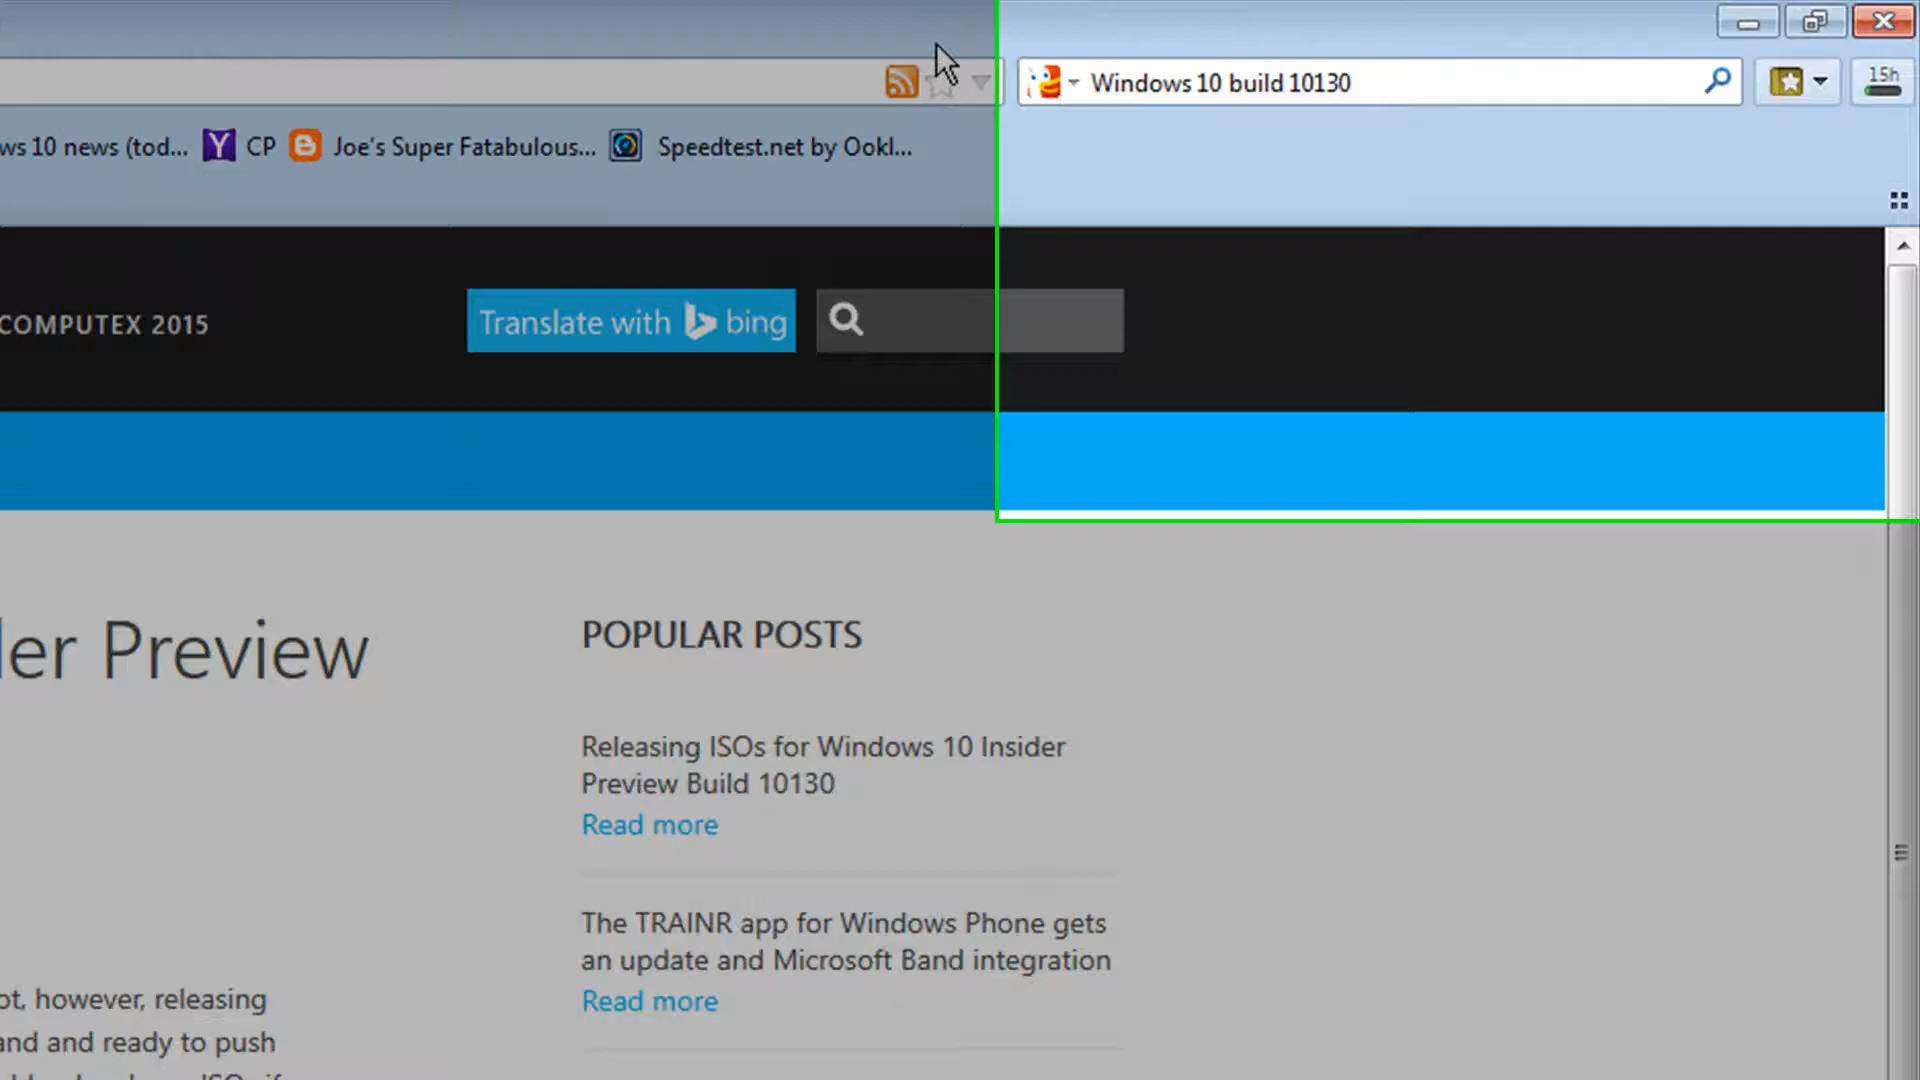 Windows 10 build 10130
15h
ws 10 news (tod... CP Joe's Super Fatabulous... Speedtest.net by Ookl...
COMPUTEX 2015
Translate with bing
ler Preview
POPULAR POSTS
Releasing ISOs for Windows 10 Insider
Preview Build 10130
Read more
The TRAINR app for Windows Phone gets
an update and Microsoft Band integration
Read more
ot, however, releasing
and and ready to push